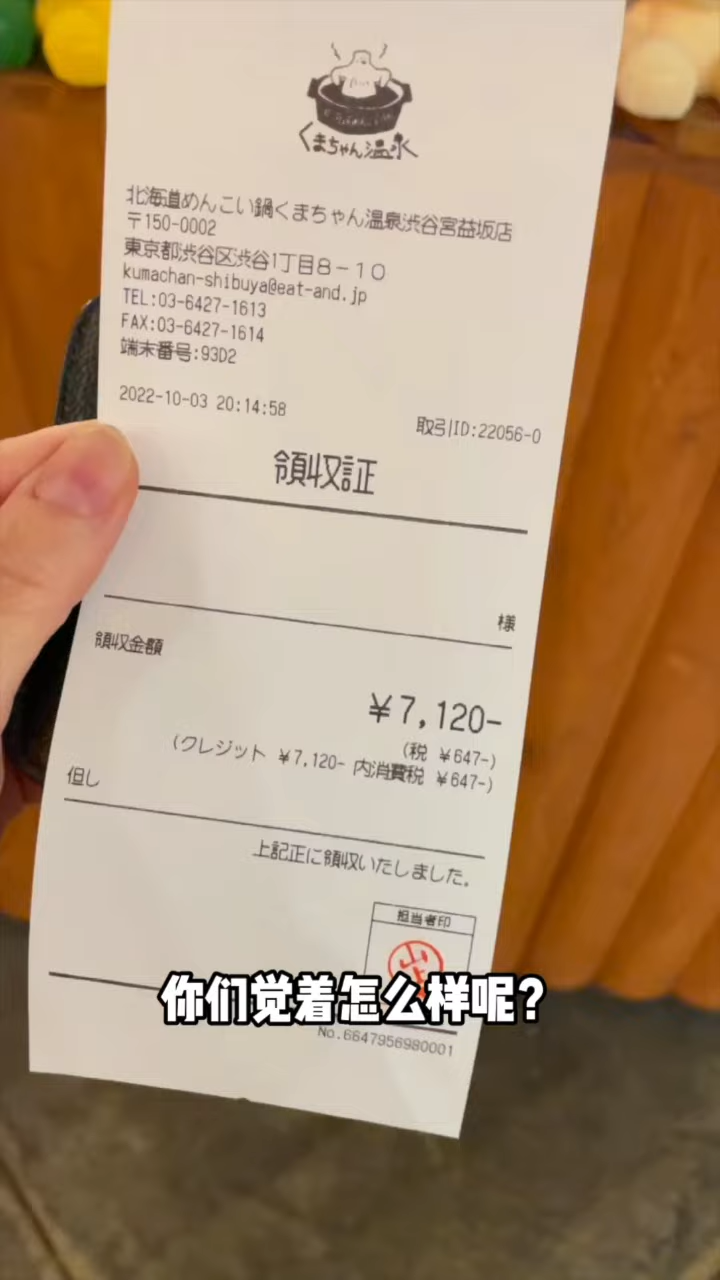 くまちゃん温泉
北海道めんこい鍋くまちゃん温泉渋谷宮益坂店
〒150-0002
東京都渋谷区渋谷1丁目8-10
kumachan-shibuya@eat-and.jp
TEL:03-6427-1613
FAX:03-6427-1614
端末番号:93D2
2022-10-03 20:14:58
取引ID:22056-0
領収証
様
領収金額
¥7,120-
(税 ¥647-)
(クレジット ¥7,120- 内消費税 ¥647-)
但し
上記正に領収いたしました。
担当者印
山
你们觉着怎么样呢？
No.6647956980001